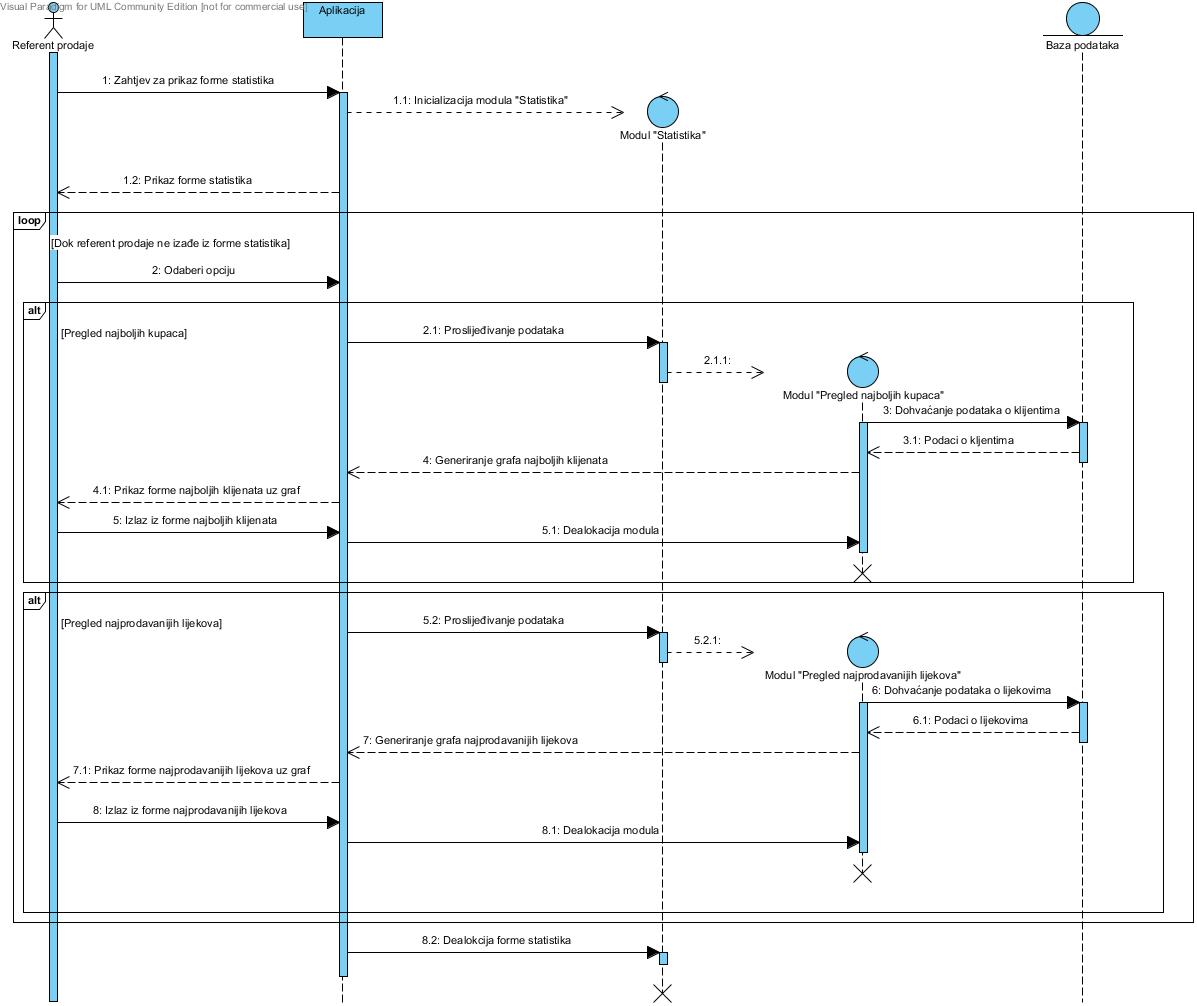 Visual Paradigm for UML Community Edition [not for commercial use]
Aplikacija
Referent prodaje
Baza podataka
1: Zahtjev za prikaz forme statistika
1.1: Inicializacija modula "Statistika"
Modul "Statistika"
1.2: Prikaz forme statistika
loop
[Dok referent prodaje ne izađe iz forme statistika]
2: Odaberi opciju
alt
[Pregled najboljih kupaca]
2.1: Proslijeđivanje podataka
2.1.1:
Modul "Pregled najboljih kupaca"
3: Dohvaćanje podataka o klijentima
3.1: Podaci o kljentima
4: Generiranje grafa najboljih klijenata
4.1: Prikaz forme najboljih klijenata uz graf
5: Izlaz iz forme najboljih klijenata
5.1: Dealokacija modula
alt
[Pregled najprodavanijih lijekova]
5.2: Proslijeđivanje podataka
5.2.1:
Modul "Pregled najprodavanijih lijekova"
6: Dohvaćanje podataka o lijekovima
6.1: Podaci o lijekovima
7: Generiranje grafa najprodavanijih lijekova
7.1: Prikaz forme najprodavanijih lijekova uz graf
8: Izlaz iz forme najprodavanijih lijekova
8.1: Dealokacija modula
8.2: Dealokcija forme statistika